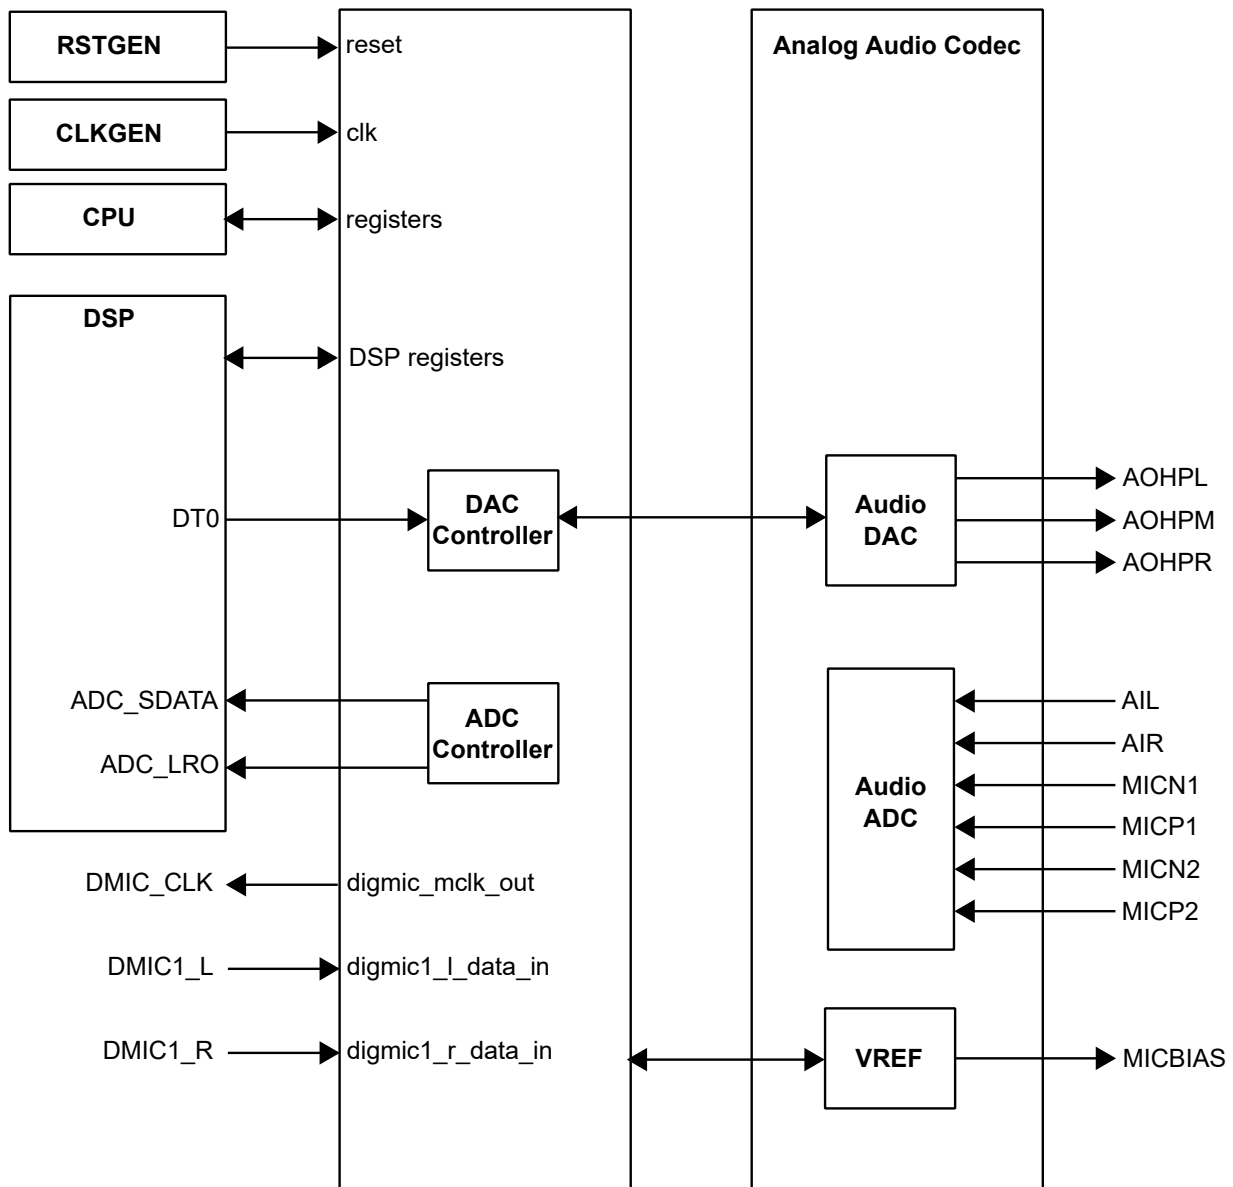 RSTGEN
reset
Analog Audio Codec
CLKGEN
clk
CPU
registers
DSP
DSP registers
DT0
DAC
Controller
Audio
DAC
AOHPL
AOHPM
AOHPR
ADC_SDATA
ADC_LRO
ADC
Controller
Audio
ADC
AIL
AIR
MICN1
MICP1
MICN2
MICP2
DMIC_CLK
digmic_mclk_out
DMIC1_L
digmic1_l_data_in
DMIC1_R
digmic1_r_data_in
VREF
MICBIAS